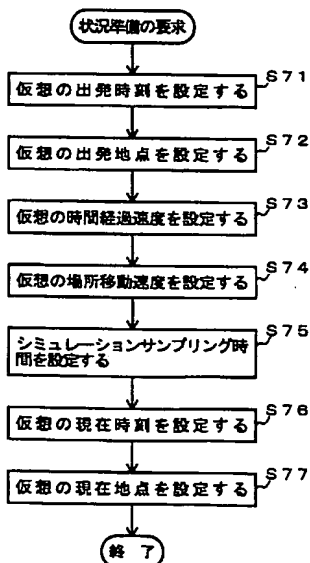 状況準備の要求
S71
仮想の出発時刻を設定する
S72
仮想の出発地点を設定する
S73
仮想の時間経過速度を設定する
S74
仮想の場所移動速度を設定する
S75
シミュレーションサンプリング時
間を設定する
S76
仮想の現在時刻を設定する
S77
仮想の現在地点を設定する
終 了